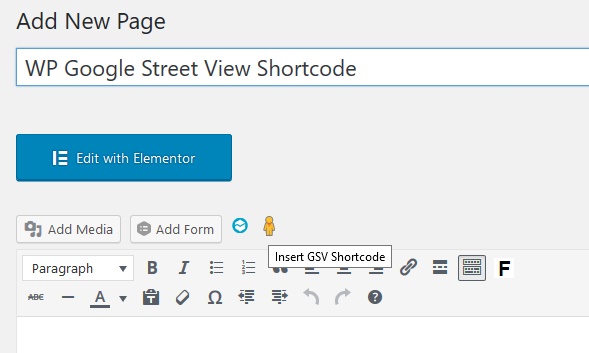 Add New Page
WP Google Street View Shortcode
Edit with Elementor
Add Media
Add Form
Insert GSV Shortcode
Paragraph
B I F
ABC A Ω ?